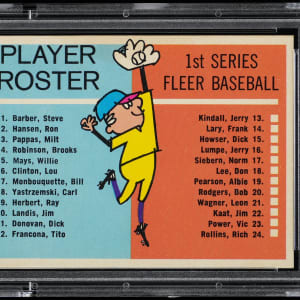 PLAYER
ROSTER
1st SERIES
FLEER BASEBALL
1. Barber, Steve
2. Hansen, Ron
3. Pappas, Milt
4. Robinson, Brooks
5. Mays, Willie
6. Clinton, Lou
7. Monbouquette, Bill
8. Yastrzemski, Carl
9. Herbert, Ray
0. Landis, Jim
1. Donovan, Dick
2. Francona, Tito
Kindall, Jerry 13.
Lary, Frank 14.
Howser, Dick 15.
Lumpe, Jerry 16.
Siebern, Norm 17.
Lee, Don 18.
Pearson, Albie 19.
Rodgers, Bob 20.
Wagner, Leon 21.
Kaat, Jim 22.
Power, Vic 23.
Rollins, Rich 24.